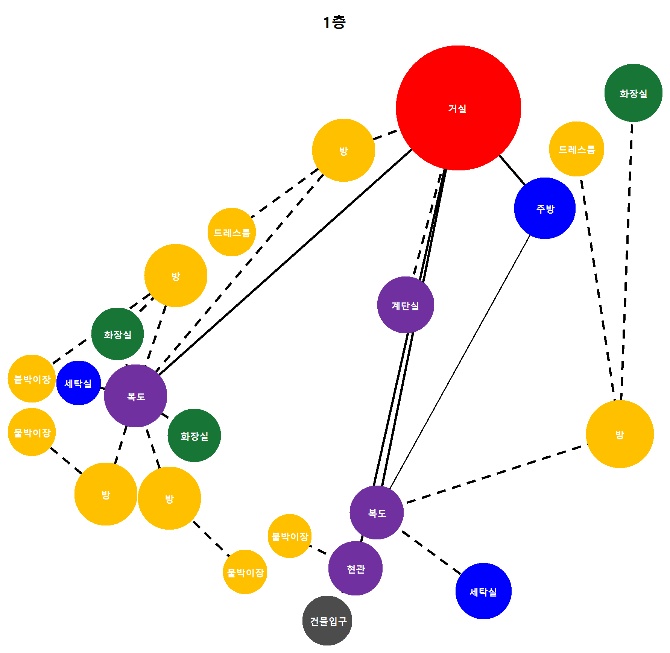 1층
거실
화장실
드레스룸
방
주방
드레스룸
방
계단실
화장실
붙박이장
세탁실
복도
붙박이장
화장실
방
방
방
복도
붙박이장
현관
붙박이장
세탁실
건물입구